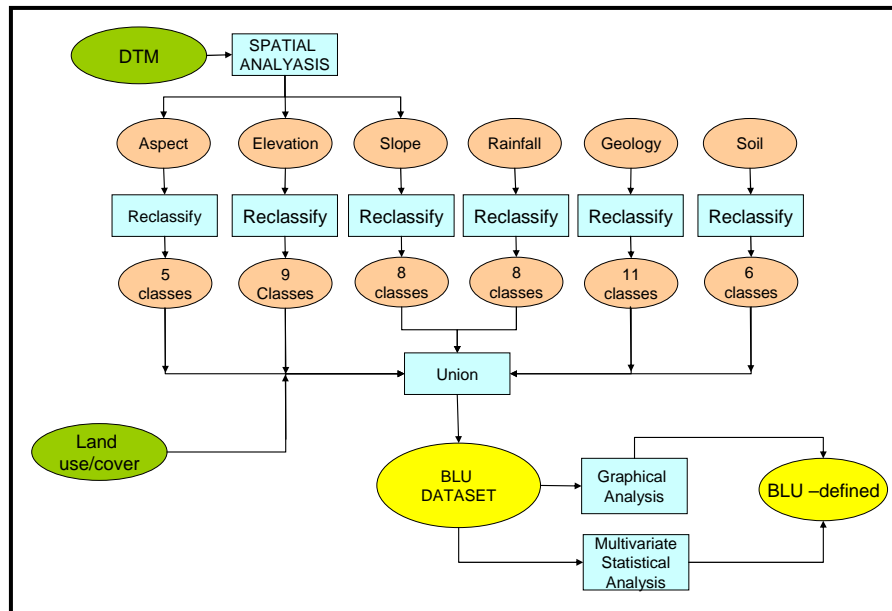 DTM
SPATIAL
ANALYASIS
Aspect
Elevation
Slope
Rainfall
Geology
Soil
Reclassify
Reclassify
Reclassify
Reclassify
Reclassify
Reclassify
5
classes
9
Classes
8
classes
8
classes
11
classes
6
classes
Union
Land
use/cover
BLU
DATASET
Graphical
Analysis
BLU –defined
Multivariate
Statistical
Analysis